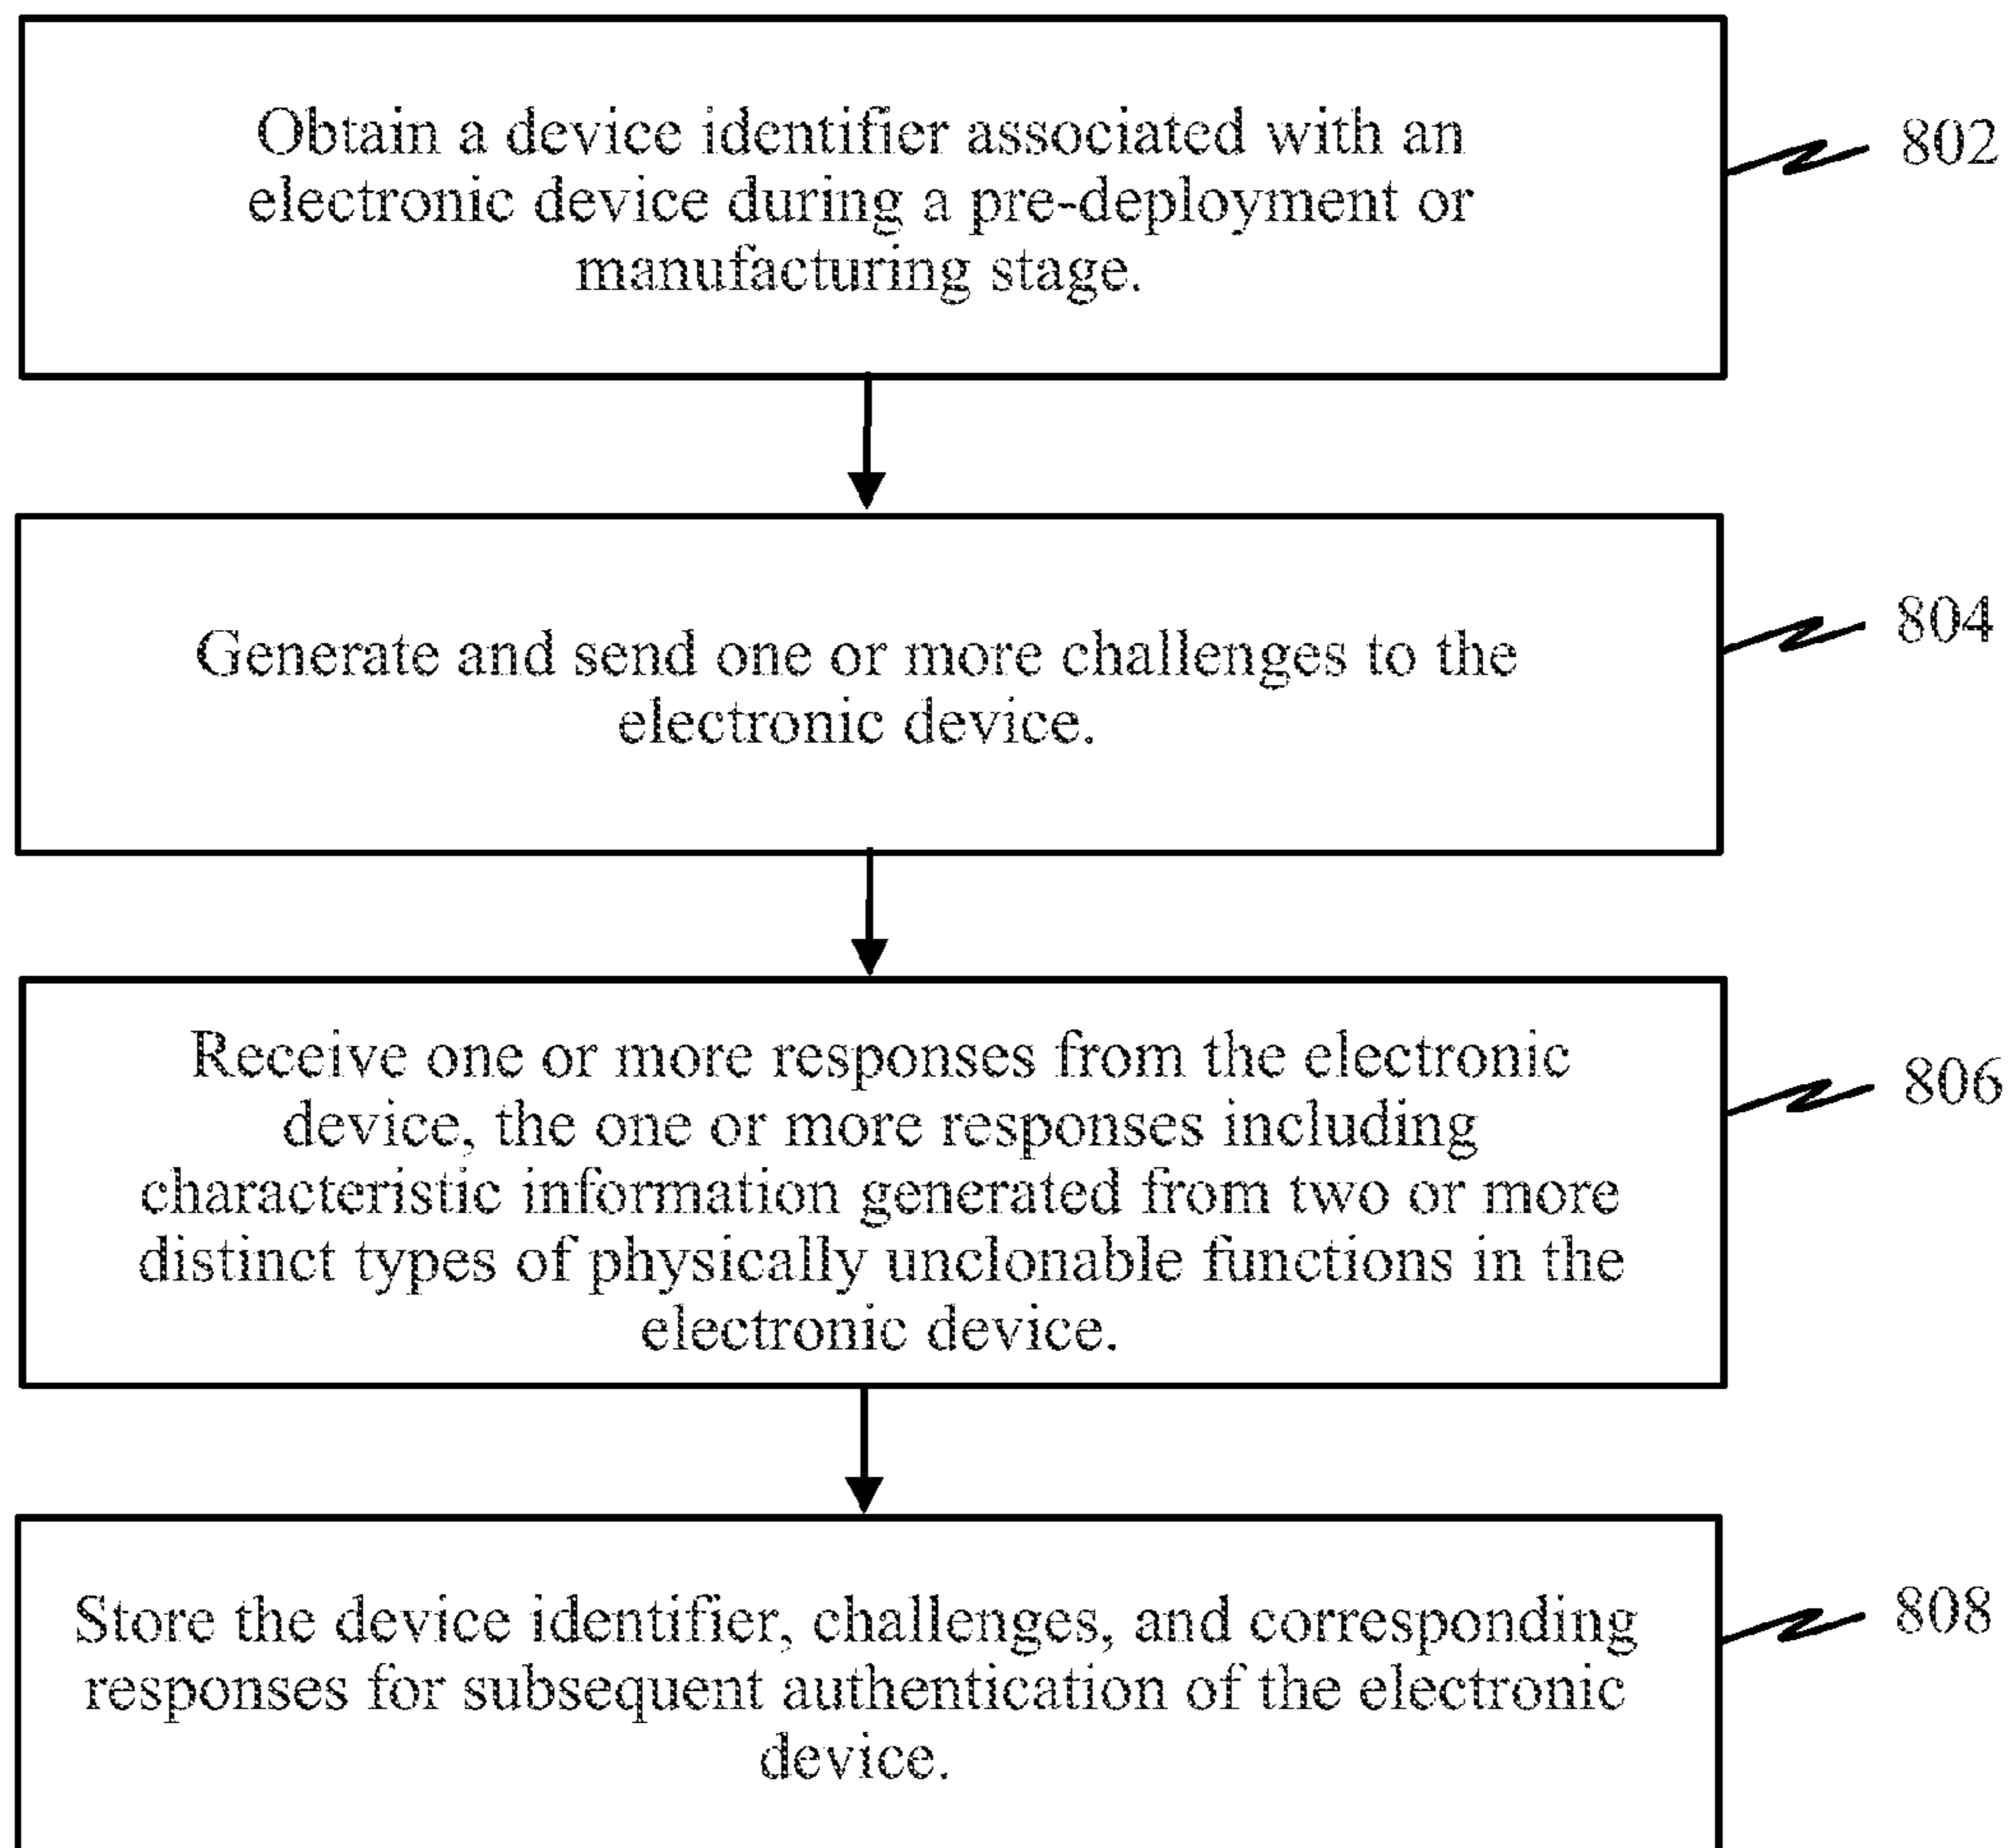 Obtain a device identifier associated with an
electronic device during a pre-deployment or
manufacturing stage.
802
Generate and send one or more challenges to the
electronic device.
804
Receive one or more responses from the electronic
device, the one or more responses including
characteristic information generated from two or more
distinct types of physically unclonable functions in the
electronic device.
806
Store the device identifier, challenges, and corresponding
responses for subsequent authentication of the electronic
device.
808